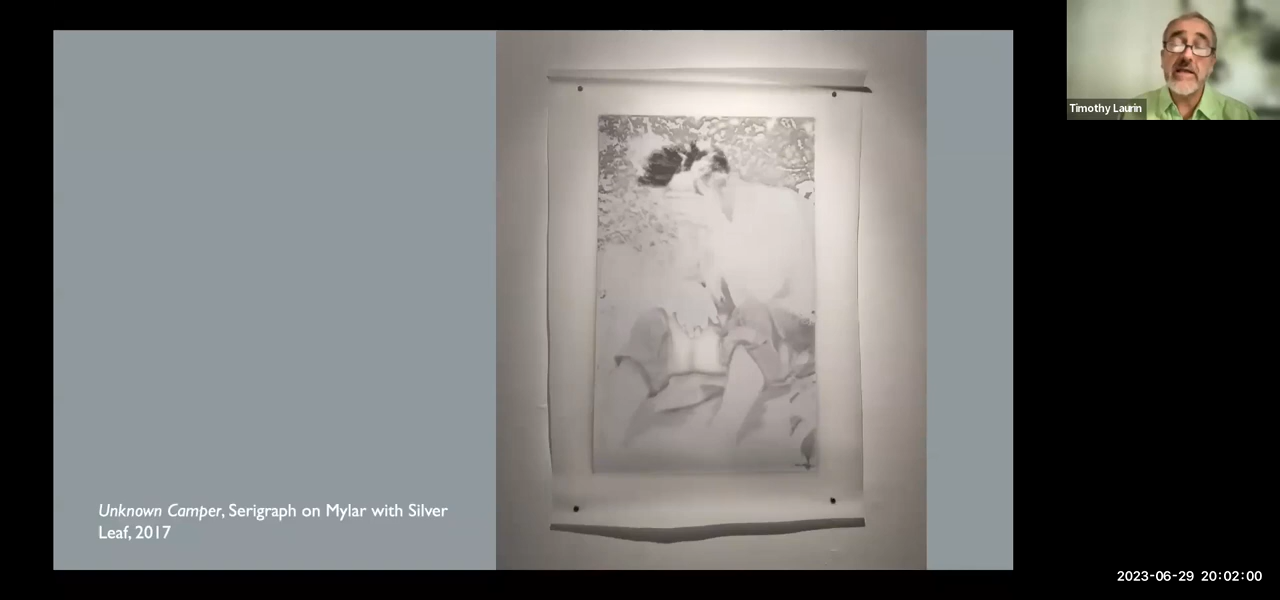 Timothy Laurin
Unknown Camper, Serigraph on Mylar with Silver
Leaf, 2017
2023-06-29 20:02:00